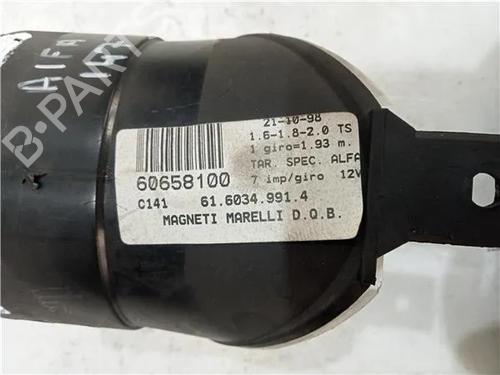 B-PARTS
ALFA
147
21-10-98
1.6-1.8-2.0 TS
1 giro=1.93 m.
TAR. SPEC. ALFA
7 imp/giro 12V
60658100
C141 61.6034.991.4
MAGNETI MARELLI D.Q.B.